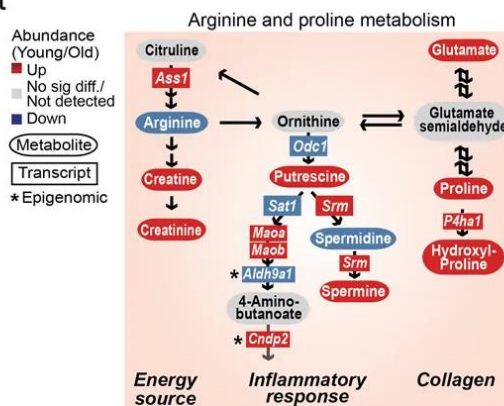 Arginine and proline metabolism
Abundance
(Young/Old)
Up
No sig diff./
Not detected
Down
Metabolite
Transcript
* Epigenomic
Citruline
Ass1
Arginine
Creatine
Creatinine
Ornithine
Odc1
Putrescine
Sat1
Srm
Maoa
Maob
Spermidine
* Aldh9a1
Srm
4-Amino-
butanoate
Spermine
* Cndp2
Glutamate
Glutamate
semialdehyde
Proline
P4ha1
Hydroxyl-
Proline
Energy
source
Inflammatory
response
Collagen